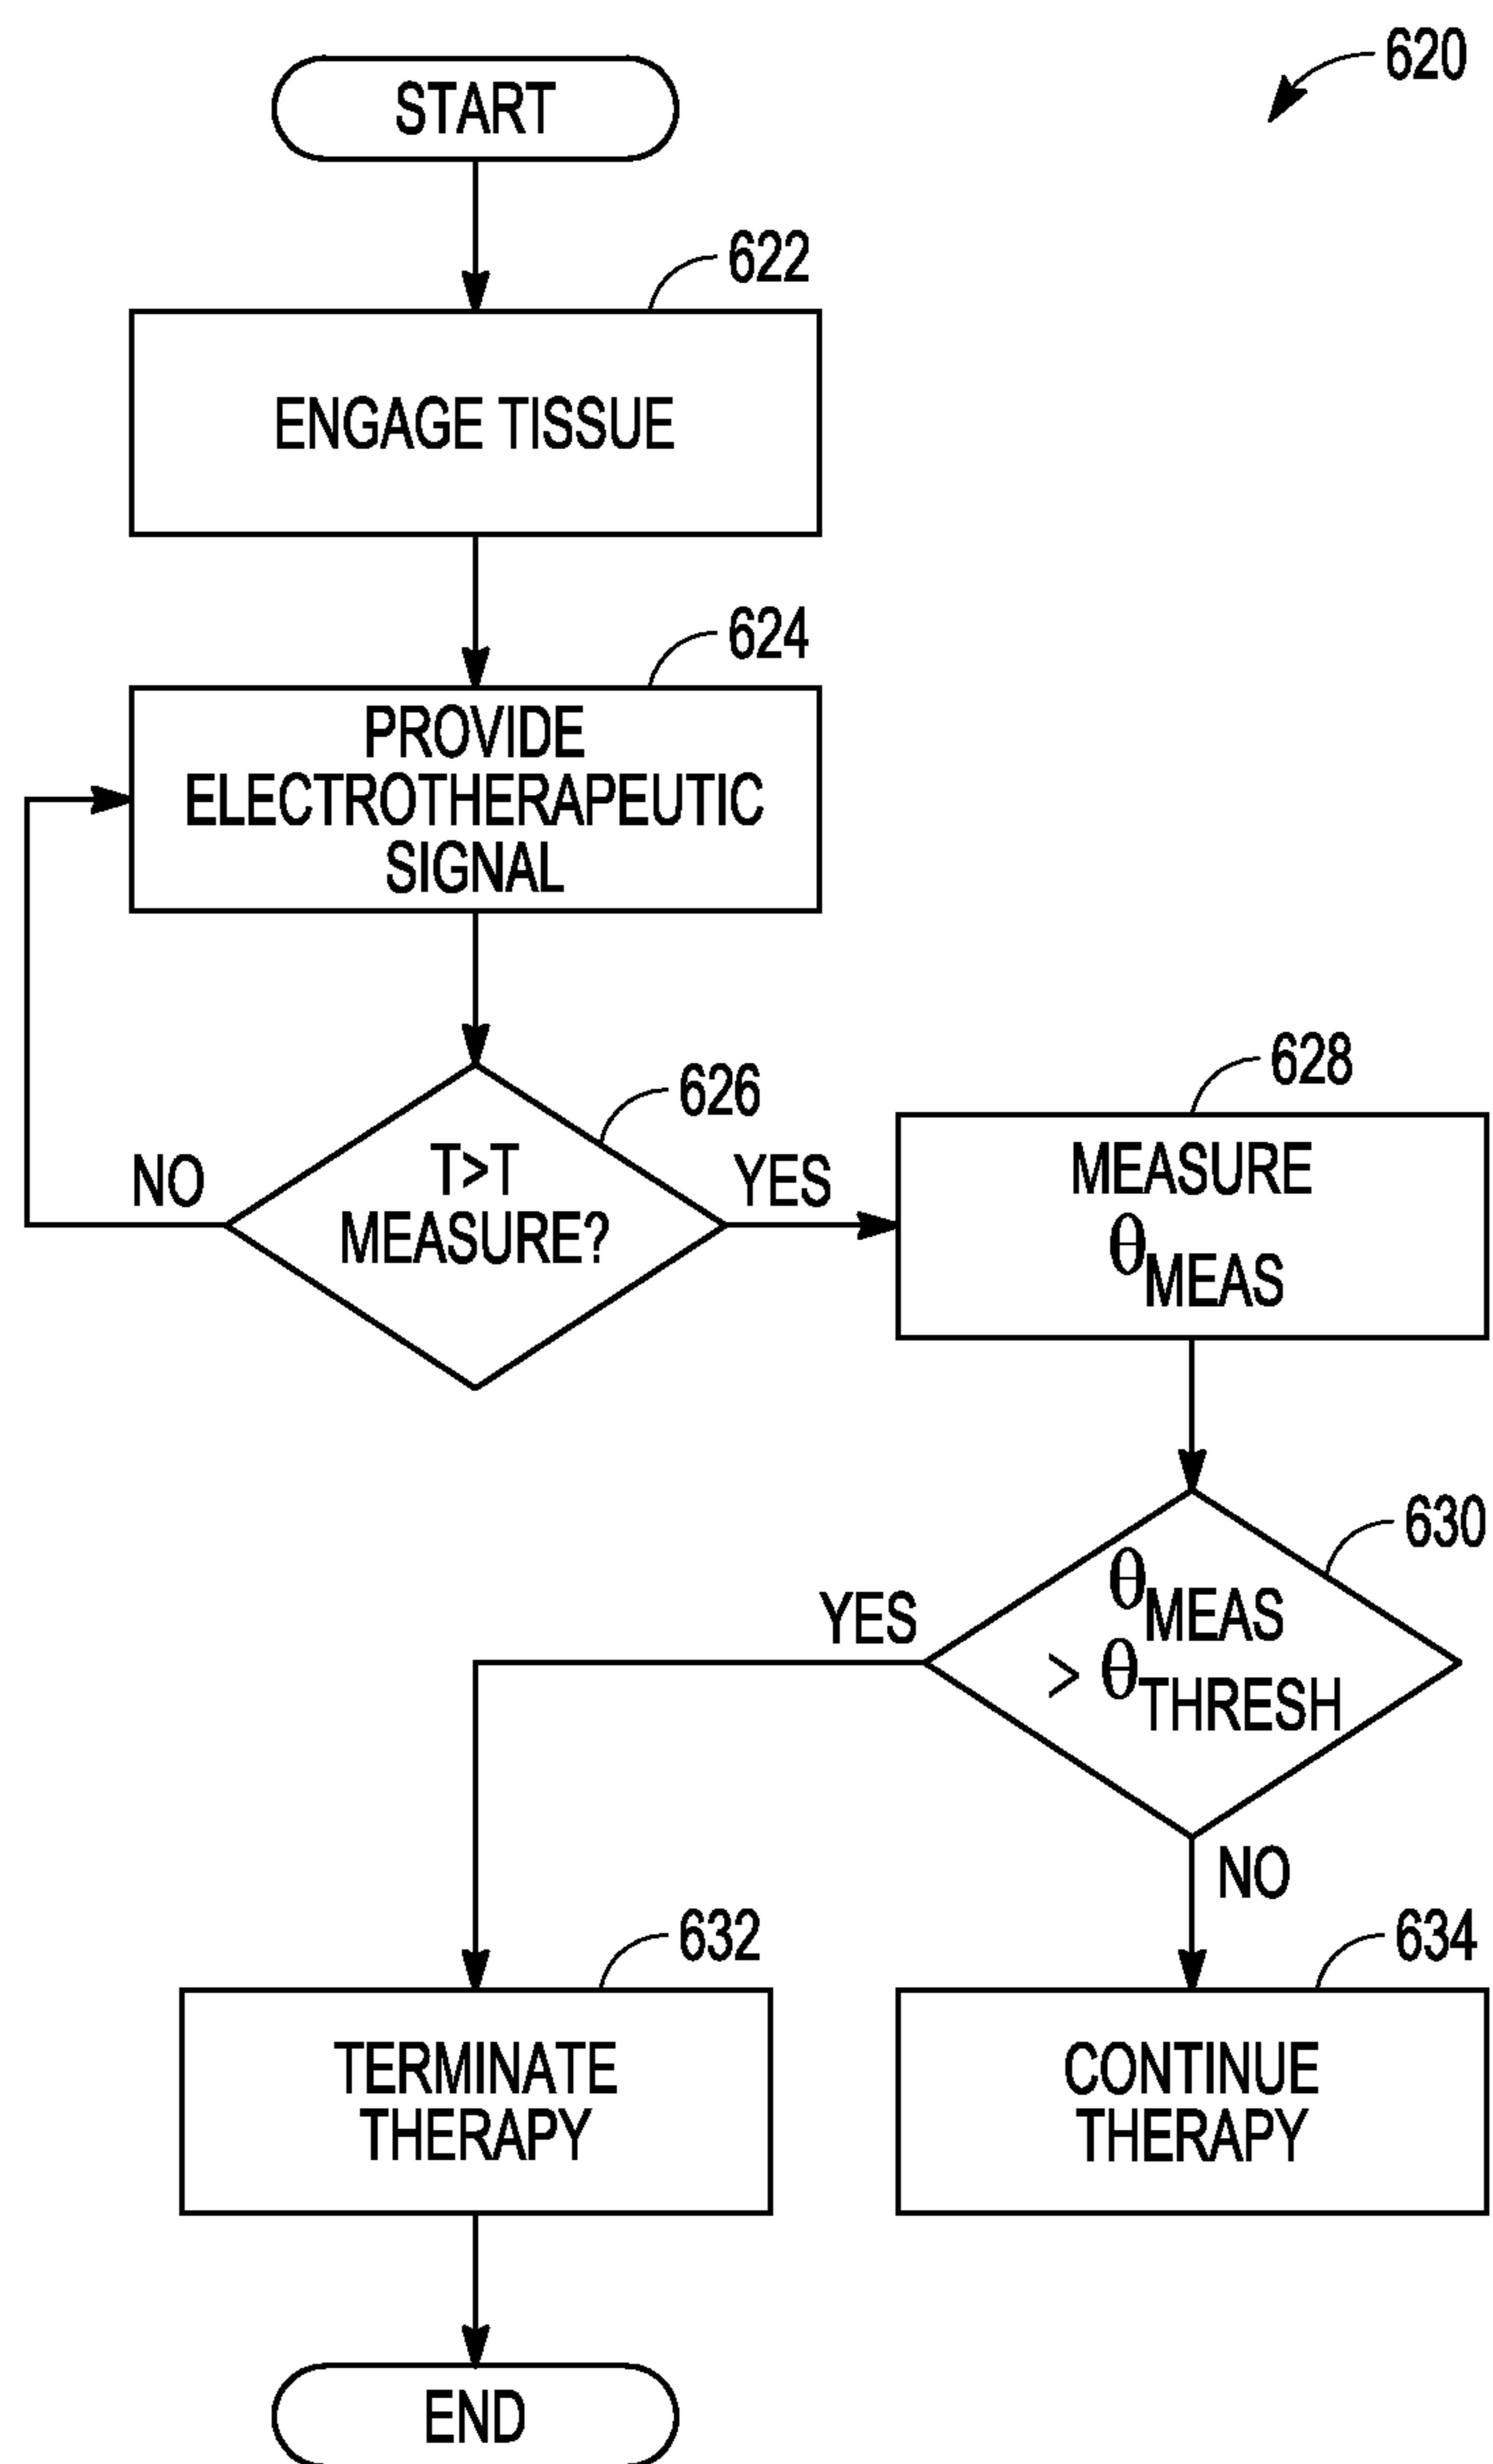 620
START
622
ENGAGE TISSUE
624
PROVIDE
ELECTROTHERAPEUTIC
SIGNAL
626
T>T
MEASURE?
NO
YES
628
MEASURE
θMEAS
630
θMEAS
> θTHRESH
YES
NO
632
TERMINATE
THERAPY
634
CONTINUE
THERAPY
END